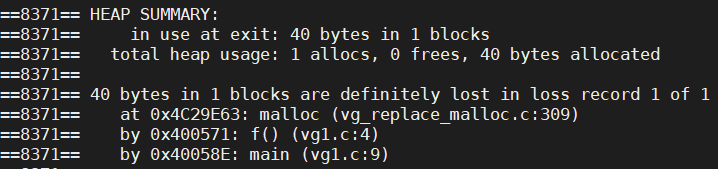 ==8371== HEAP SUMMARY:
==8371==     in use at exit: 40 bytes in 1 blocks
==8371==   total heap usage: 1 allocs, 0 frees, 40 bytes allocated
==8371==
==8371== 40 bytes in 1 blocks are definitely lost in loss record 1 of 1
==8371==    at 0x4C29E63: malloc (vg_replace_malloc.c:309)
==8371==    by 0x400571: f() (vg1.c:4)
==8371==    by 0x40058E: main (vg1.c:9)